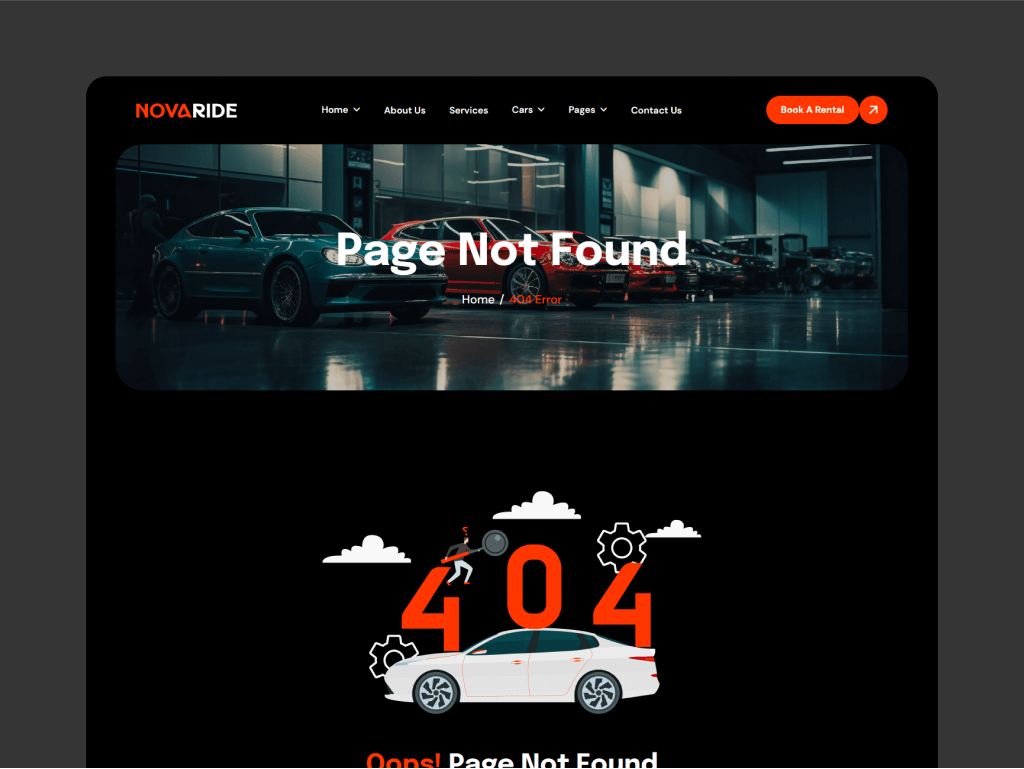 NOVARIDE
Home About Us Services Cars Pages Contact Us
Book A Rental
Page Not Found
Home / 404 Error
404
Oops! Page Not Found